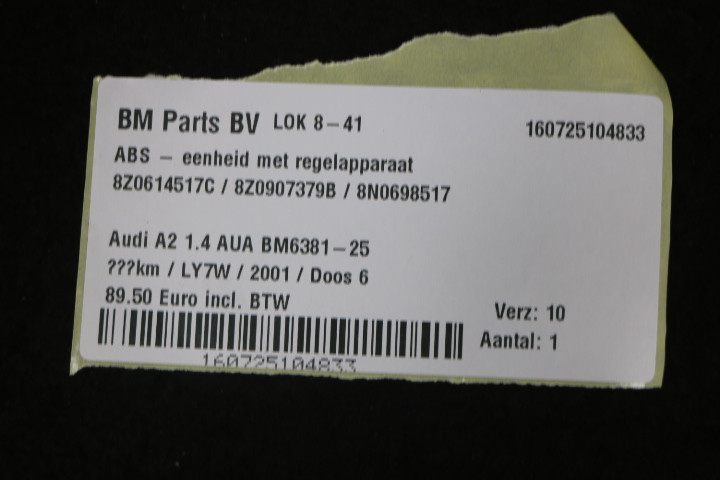 BM Parts BV LOK 8-41 160725104833
ABS - eenheid met regelapparaat
8Z0614517C / 8Z0907379B / 8N0698517
Audi A2 1.4 AUA BM6381-25
???km / LY7W / 2001 / Doos 6
89.50 Euro incl. BTW
Verz: 10
Aantal: 1
160725104833